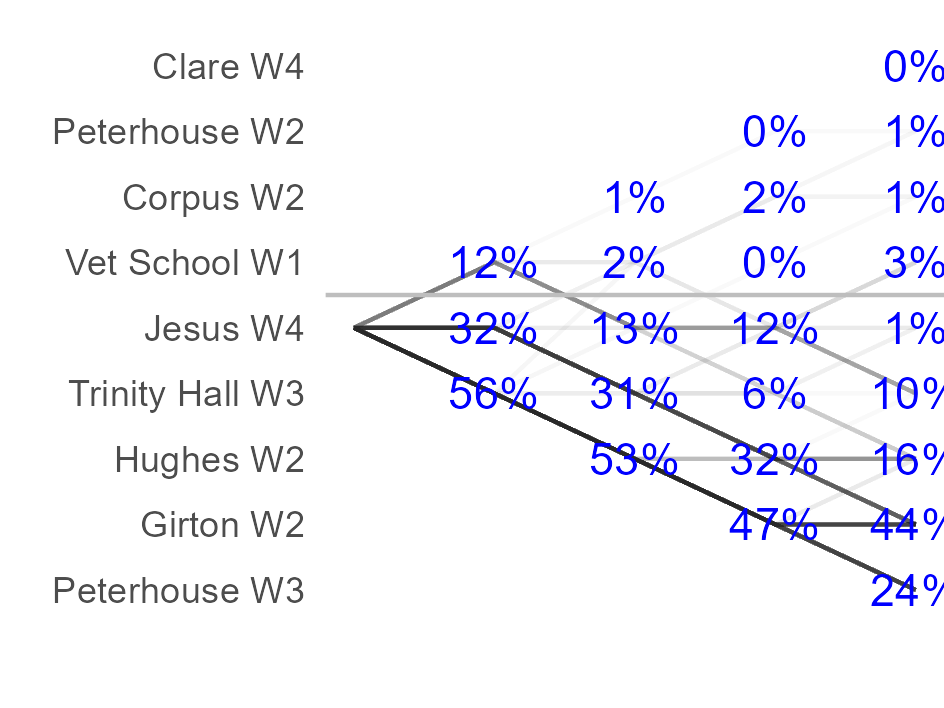 Clare W4 0%
Peterhouse W2 0% 1%
Corpus W2 1% 2% 1%
Vet School W1 12% 2% 0% 3%
Jesus W4 32% 13% 12% 1%
Trinity Hall W3 56% 31% 6% 10%
Hughes W2 53% 32% 16%
Girton W2 47% 44%
Peterhouse W3 24%